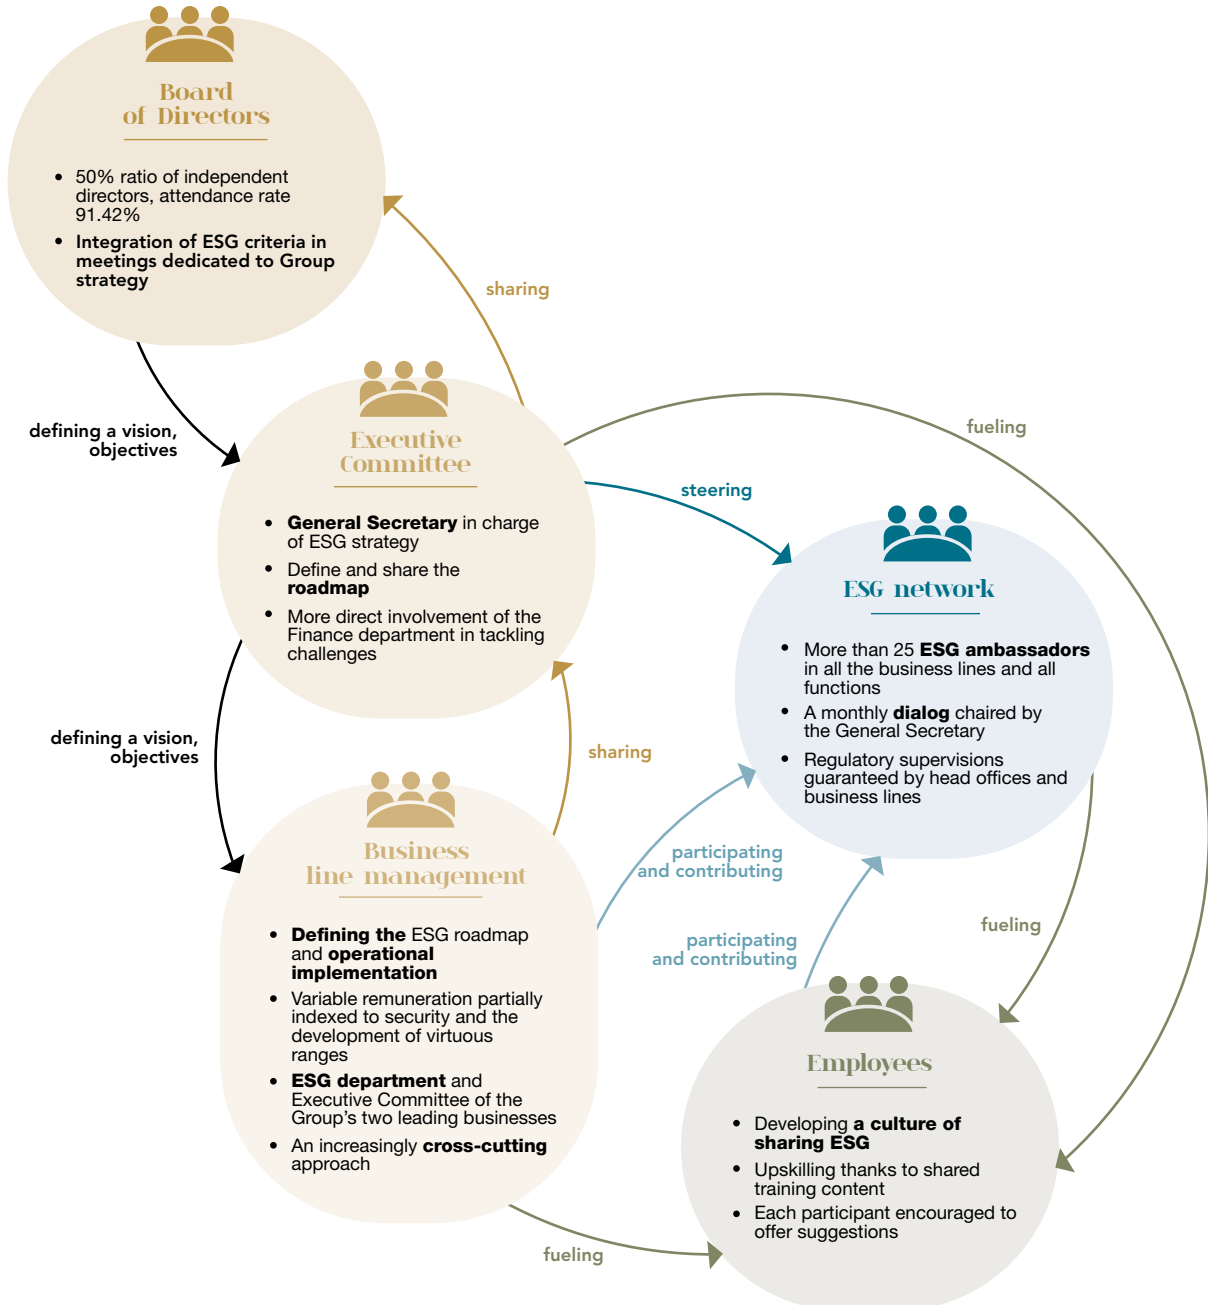 Board
of Directors
• 50% ratio of independent
directors, attendance rate
91.42%
• Integration of ESG criteria in
meetings dedicated to Group
strategy
sharing
defining a vision,
objectives
Executive
Committee
• General Secretary in charge
of ESG strategy
• Define and share the
roadmap
• More direct involvement of the
Finance department in tackling
challenges
fueling
steering
ESG network
• More than 25 ESG ambassadors
in all the business lines and all
functions
• A monthly dialog chaired by
the General Secretary
• Regulatory supervisions
guaranteed by head offices and
business lines
defining a vision,
objectives
sharing
Business
line management
• Defining the ESG roadmap
and operational
implementation
• Variable remuneration partially
indexed to security and the
development of virtuous
ranges
• ESG department and
Executive Committee of the
Group's two leading businesses
• An increasingly cross-cutting
approach
participating
and contributing
participating
and contributing
fueling
Employees
• Developing a culture of
sharing ESG
• Upskilling thanks to shared
training content
• Each participant encouraged to
offer suggestions
fueling